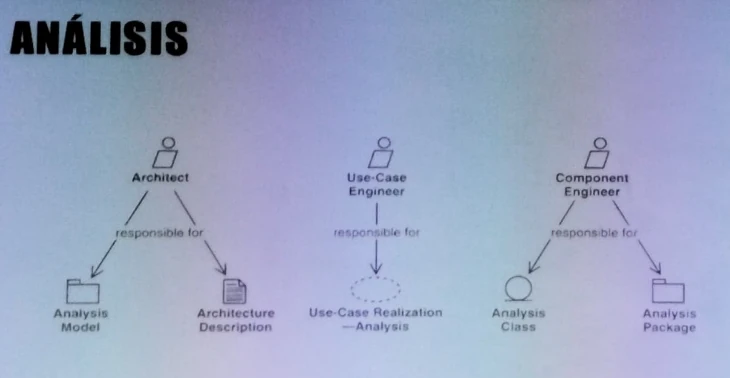 ANÁLISIS
Architect
Use-Case
Engineer
Component
Engineer
responsible for
responsible for
responsible for
Analysis
Model
Architecture
Description
Use-Case Realization
—Analysis
Analysis
Class
Analysis
Package